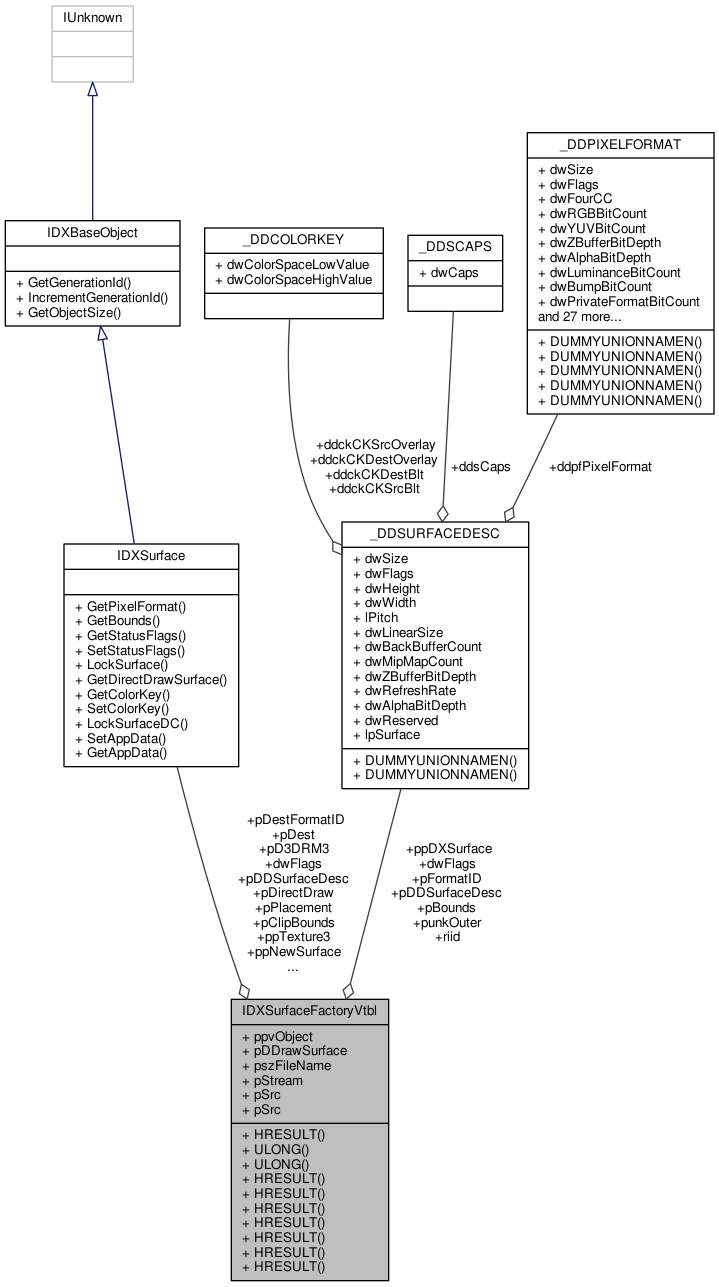 IUnknown
_DDPIXELFORMAT
+ dwSize
+ dwFlags
+ dwFourCC
+ dwRGBBitCount
+ dwYUVBitCount
+ dwZBufferBitDepth
+ dwAlphaBitDepth
+ dwLuminanceBitCount
+ dwBumpBitCount
+ dwPrivateFormatBitCount
and 27 more...
+ DUMMYUNIONNAMEN()
+ DUMMYUNIONNAMEN()
+ DUMMYUNIONNAMEN()
+ DUMMYUNIONNAMEN()
+ DUMMYUNIONNAMEN()
IDXBaseObject
+ GetGenerationId()
+ IncrementGenerationId()
+ GetObjectSize()
_DDCOLORKEY
+ dwColorSpaceLowValue
+ dwColorSpaceHighValue
_DDSCAPS
+ dwCaps
+ddckCKSrcOverlay
+ddckCKDestOverlay
+ddckCKDestBlt
+ddckCKSrcBlt
+ddsCaps
+ddpfPixelFormat
IDXSurface
+ GetPixelFormat()
+ GetBounds()
+ GetStatusFlags()
+ SetStatusFlags()
+ LockSurface()
+ GetDirectDrawSurface()
+ GetColorKey()
+ SetColorKey()
+ LockSurfaceDC()
+ SetAppData()
+ GetAppData()
_DDSURFACEDESC
+ dwSize
+ dwFlags
+ dwHeight
+ dwWidth
+ lPitch
+ dwLinearSize
+ dwBackBufferCount
+ dwMipMapCount
+ dwZBufferBitDepth
+ dwRefreshRate
+ dwAlphaBitDepth
+ dwReserved
+ lpSurface
+ DUMMYUNIONNAMEN()
+ DUMMYUNIONNAMEN()
+pDestFormatID
+pDest
+pD3DRM3
+dwFlags
+pDDSurfaceDesc
+pDirectDraw
+pPlacement
+pClipBounds
+ppTexture3
+ppNewSurface
...
+ppDXSurface
+dwFlags
+pFormatID
+pDDSurfaceDesc
+pBounds
+punkOuter
+riid
IDXSurfaceFactoryVtbl
+ ppvObject
+ pDDrawSurface
+ pszFileName
+ pStream
+ pSrc
+ pSrc
+ HRESULT()
+ ULONG()
+ ULONG()
+ HRESULT()
+ HRESULT()
+ HRESULT()
+ HRESULT()
+ HRESULT()
+ HRESULT()
+ HRESULT()